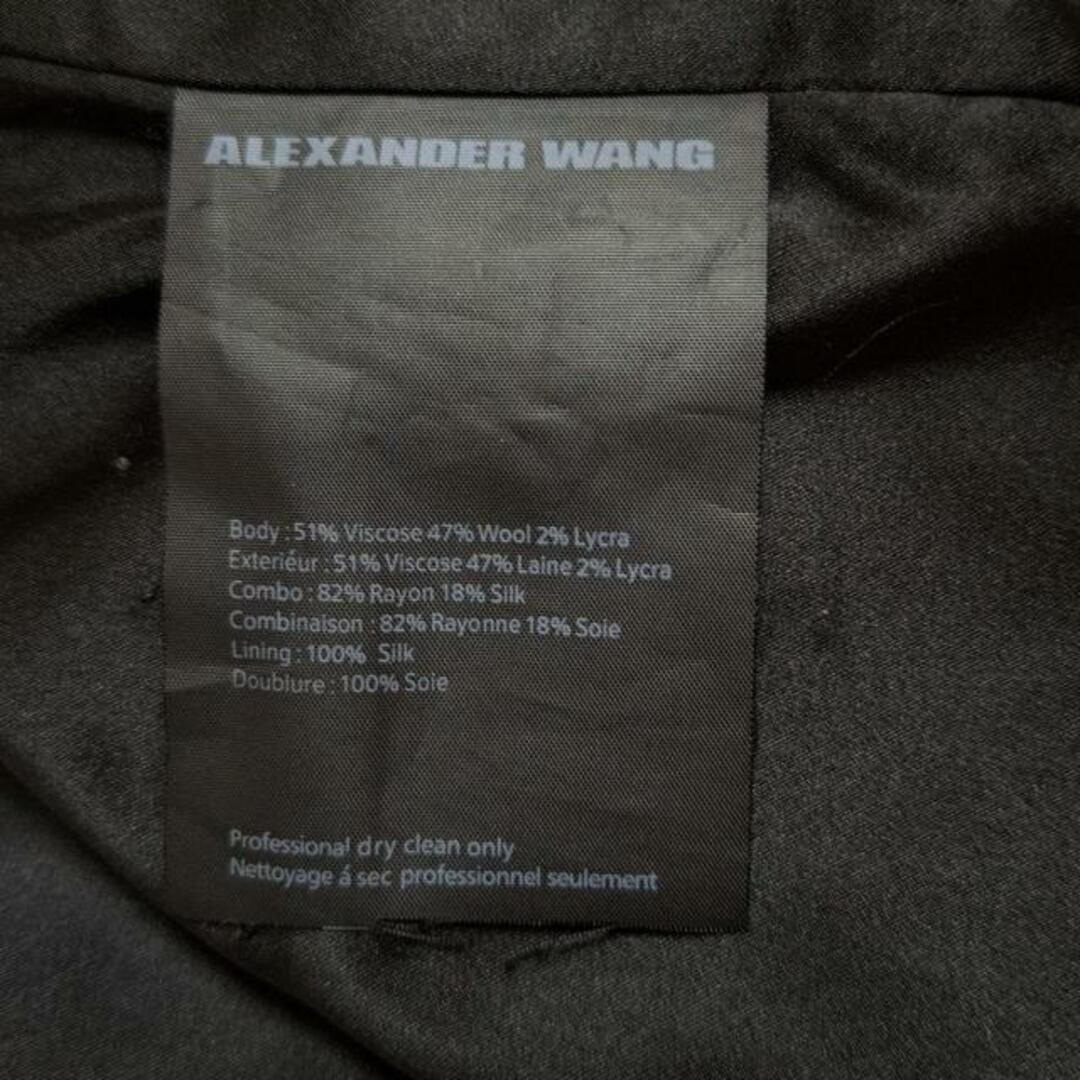 ALEXANDER WANG
Body : 51% Viscose 47% Wool 2% Lycra
Exteriéur : 51% Viscose 47% Laine 2% Lycra
Combo : 82% Rayon 18% Silk
Combinaison : 82% Rayonne 18% Soie
Lining : 100% Silk
Doublure : 100% Soie
Professional dry clean only
Nettoyage á sec professionnel seulement